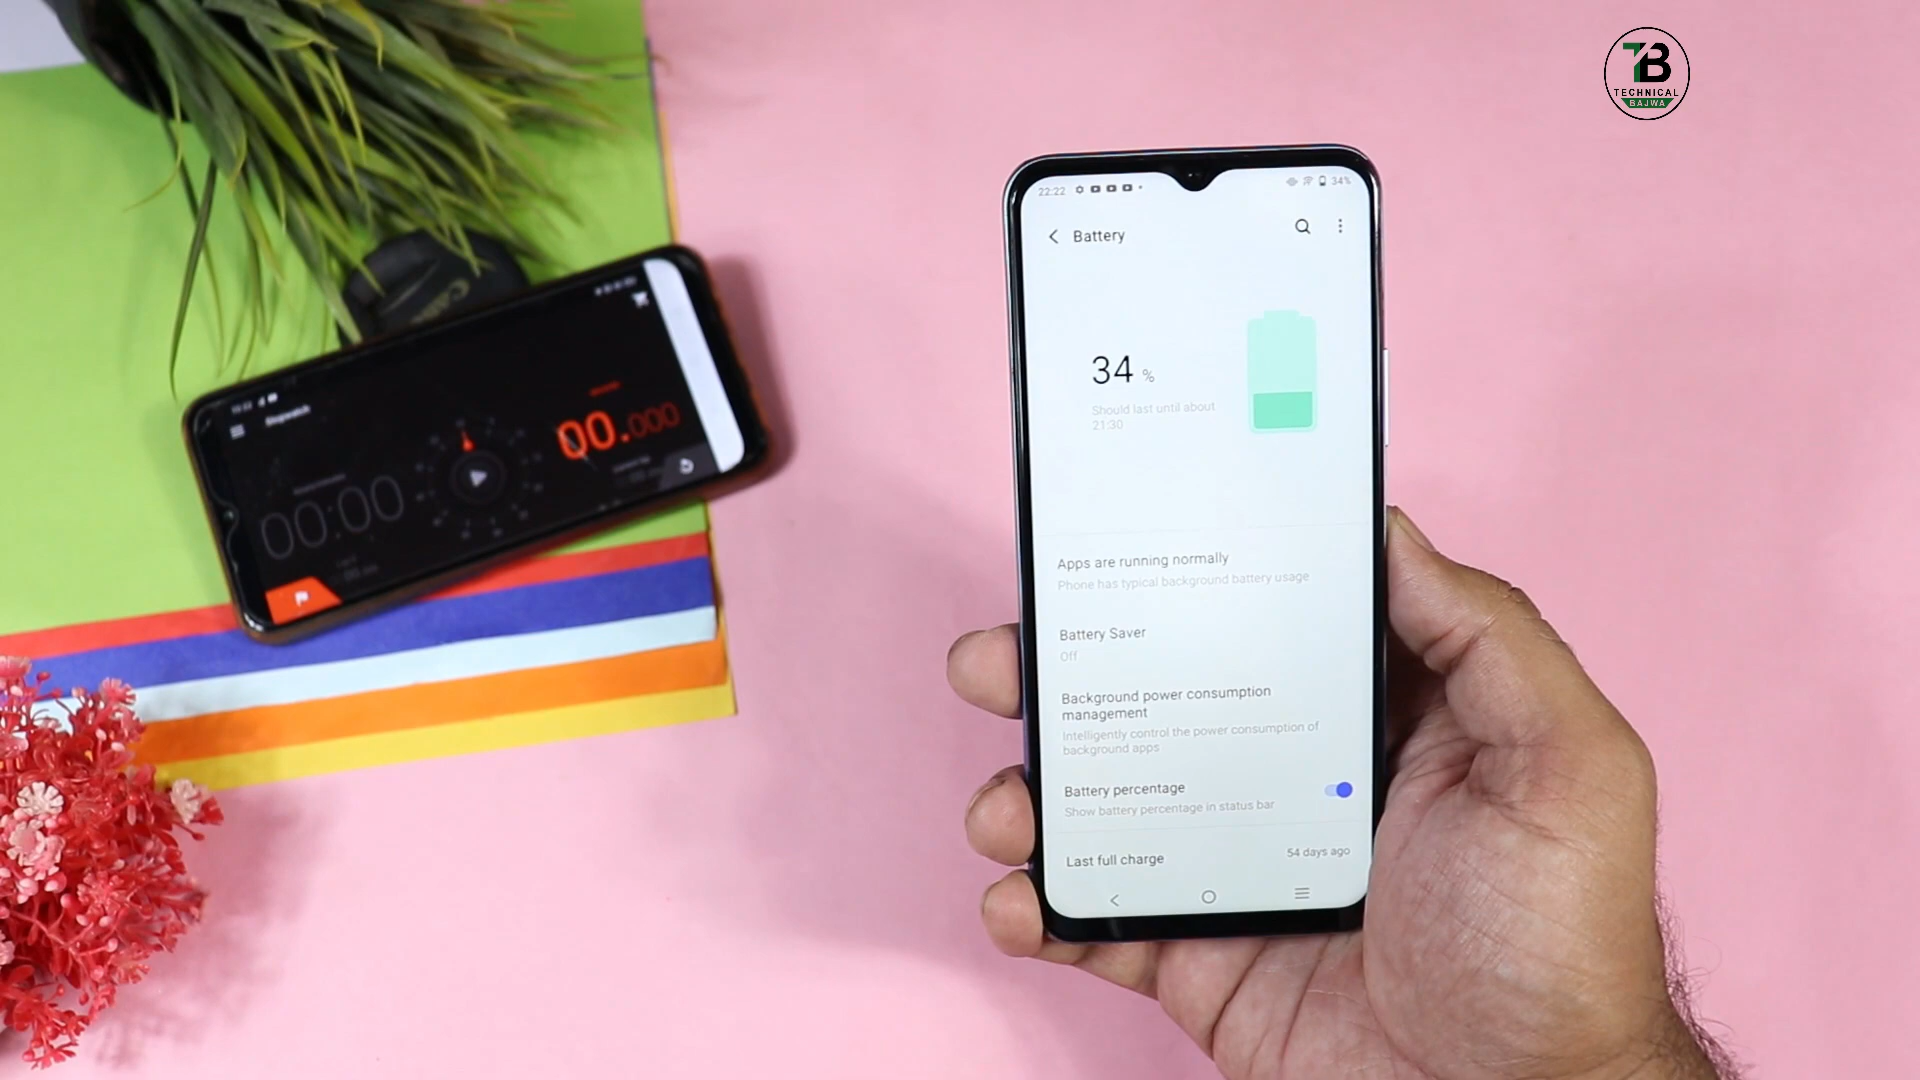 TB
TECHNICAL
BAJWA
22:22
34%
Battery
34 %
Should last until about
21:30
Apps are running normally
Phone has typical background battery usage
Battery Saver
Off
Background power consumption
management
Intelligently control the power consumption of
background apps
Battery percentage
Show battery percentage in status bar
Last full charge
54 days ago
Stopwatch
00:00
00.000